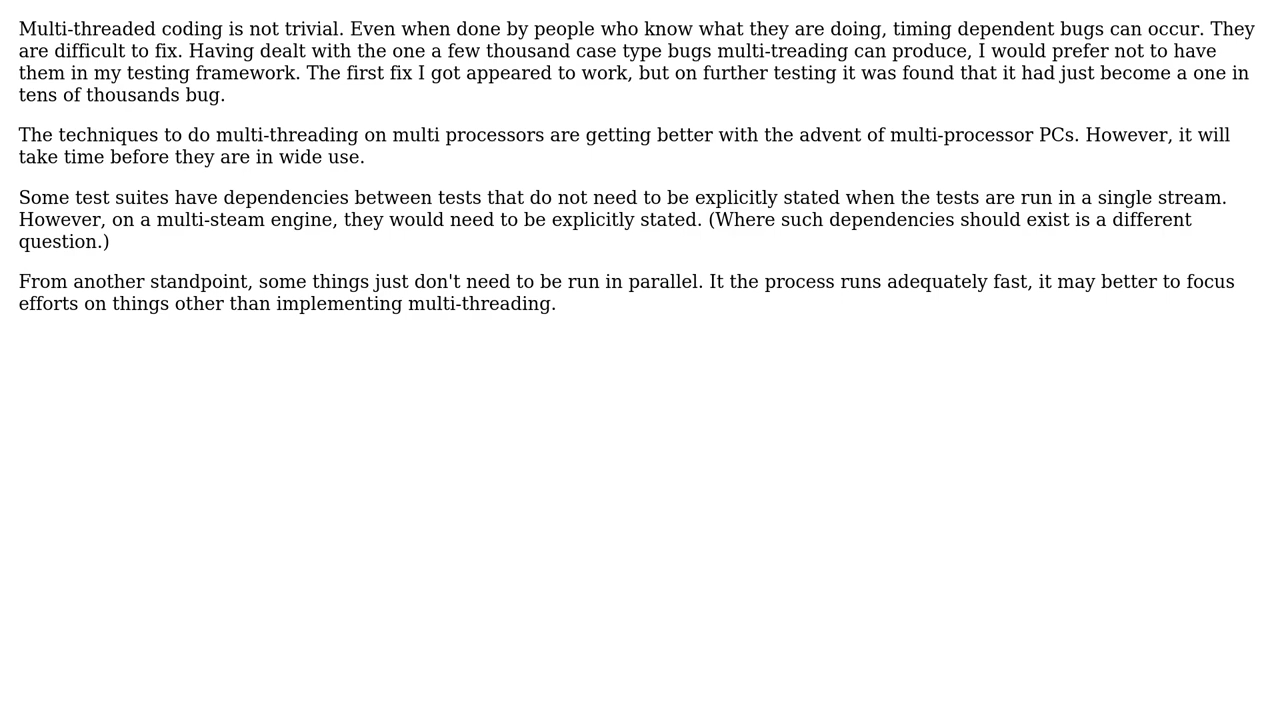 Multi-threaded coding is not trivial. Even when done by people who know what they are doing, timing dependent bugs can occur. They
are difficult to fix. Having dealt with the one a few thousand case type bugs multi-treading can produce, I would prefer not to have
them in my testing framework. The first fix I got appeared to work, but on further testing it was found that it had just become a one in
tens of thousands bug.
The techniques to do multi-threading on multi processors are getting better with the advent of multi-processor PCs. However, it will
take time before they are in wide use.
Some test suites have dependencies between tests that do not need to be explicitly stated when the tests are run in a single stream.
However, on a multi-steam engine, they would need to be explicitly stated. (Where such dependencies should exist is a different
question.)
From another standpoint, some things just don't need to be run in parallel. It the process runs adequately fast, it may better to focus
efforts on things other than implementing multi-threading.